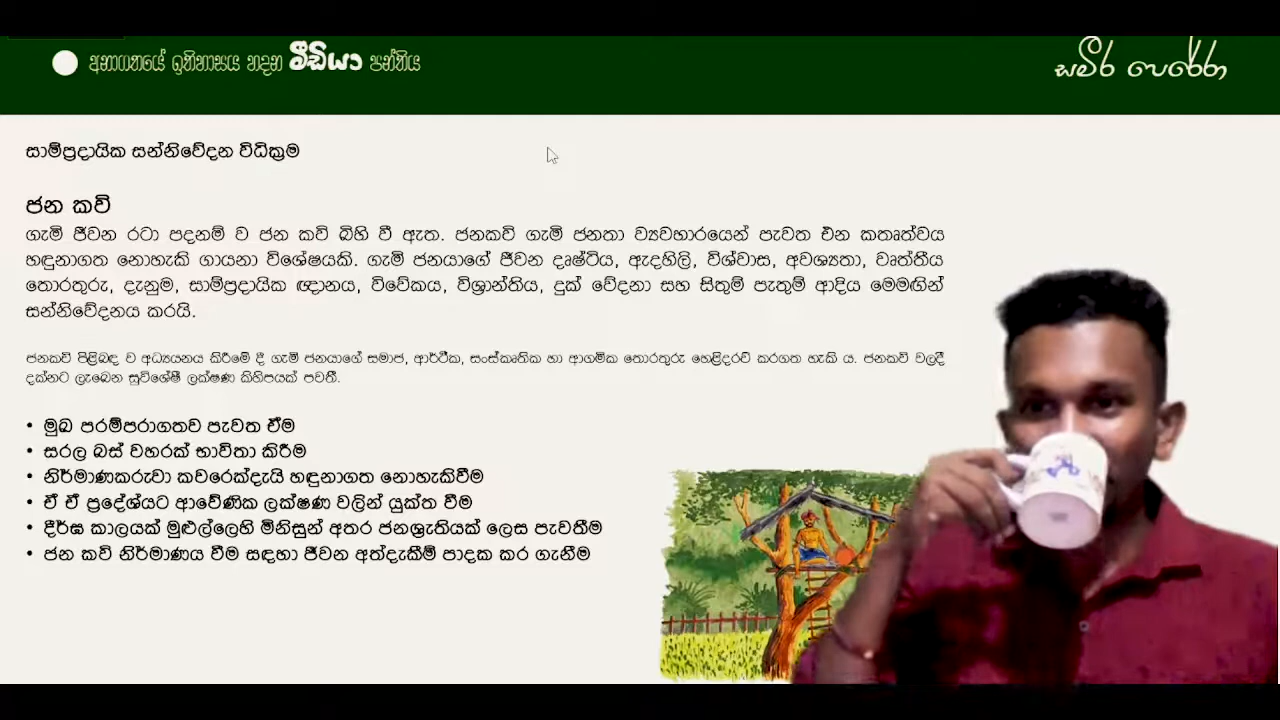 අනාගතයේ ඉතිහාසය හදන මීඩියා පන්තිය
සමීර පෙරේරා
සාම්ප්‍රදායික සන්නිවේදන විධික්‍රම
ජන කවි
ගැමි ජීවන රටා පදනම් ව ජන කවි බිහි වී ඇත. ජනකවි ගැමි ජනතා ව්‍යවහාරයෙන් පැවත එන කතෘත්වය
හඳුනාගත නොහැකි ගායනා විශේෂයකි. ගැමි ජනයාගේ ජීවන දෘෂ්ටිය, ඇදහිලි, විශ්වාස, අවශ්‍යතා, වෘත්තීය
තොරතුරු, දැනුම, සාම්ප්‍රදායික ඥානය, විවේකය, විශ්‍රාන්තිය, දුක් වේදනා සහ සිතුම් පැතුම් ආදිය මෙමඟින්
සන්නිවේදනය කරයි.
ජනකවි පිළිබඳ ව අධ්‍යයනය කිරීමේ දී ගැමි ජනයාගේ සමාජ, ආර්ථික, සංස්කෘතික හා ආගමික තොරතුරු හෙළිදරව් කරගත හැකි ය. ජනකවි වලදී
දක්නට ලැබෙන සුවිශේෂී ලක්ෂණ කිහිපයක් පවතී.
• මුඛ පරම්පරාගතව පැවත ඒම
• සරල බස් වහරක් භාවිතා කිරීම
• නිර්මාණකරුවා කවරෙක්දැයි හඳුනාගත නොහැකිවීම
• ඒ ඒ ප්‍රදේශයට ආවේණික ලක්ෂණ වලින් යුක්ත වීම
• දීර්ඝ කාලයක් මුළුල්ලෙහි මිනිසුන් අතර ජනශ්‍රැතියක් ලෙස පැවතීම
• ජන කවි නිර්මාණය වීම සඳහා ජීවන අත්දැකීම් පාදක කර ගැනීම